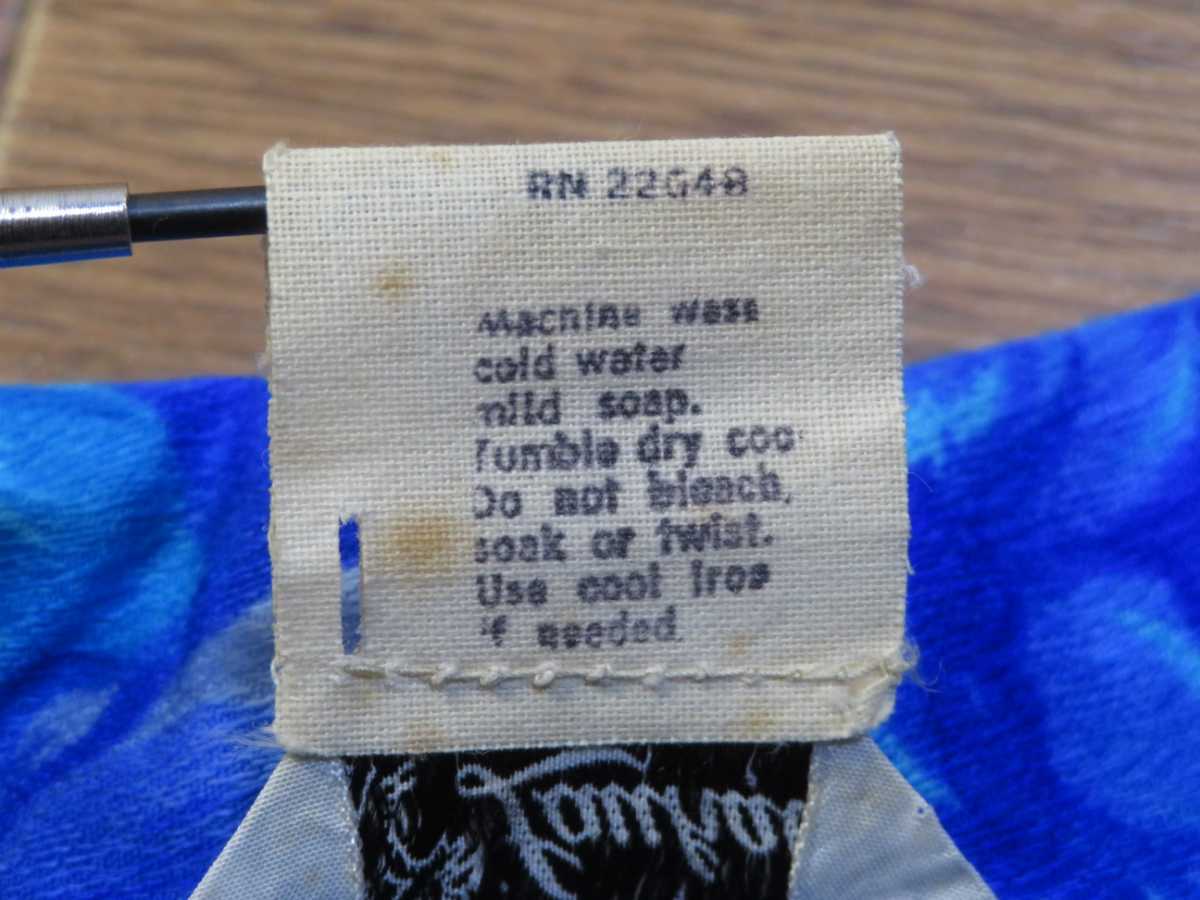 RN 22648
Machine wash
cold water
mild soap.
Tumble dry coo
Do not bleach,
soak or twist.
Use cool iron
if needed.